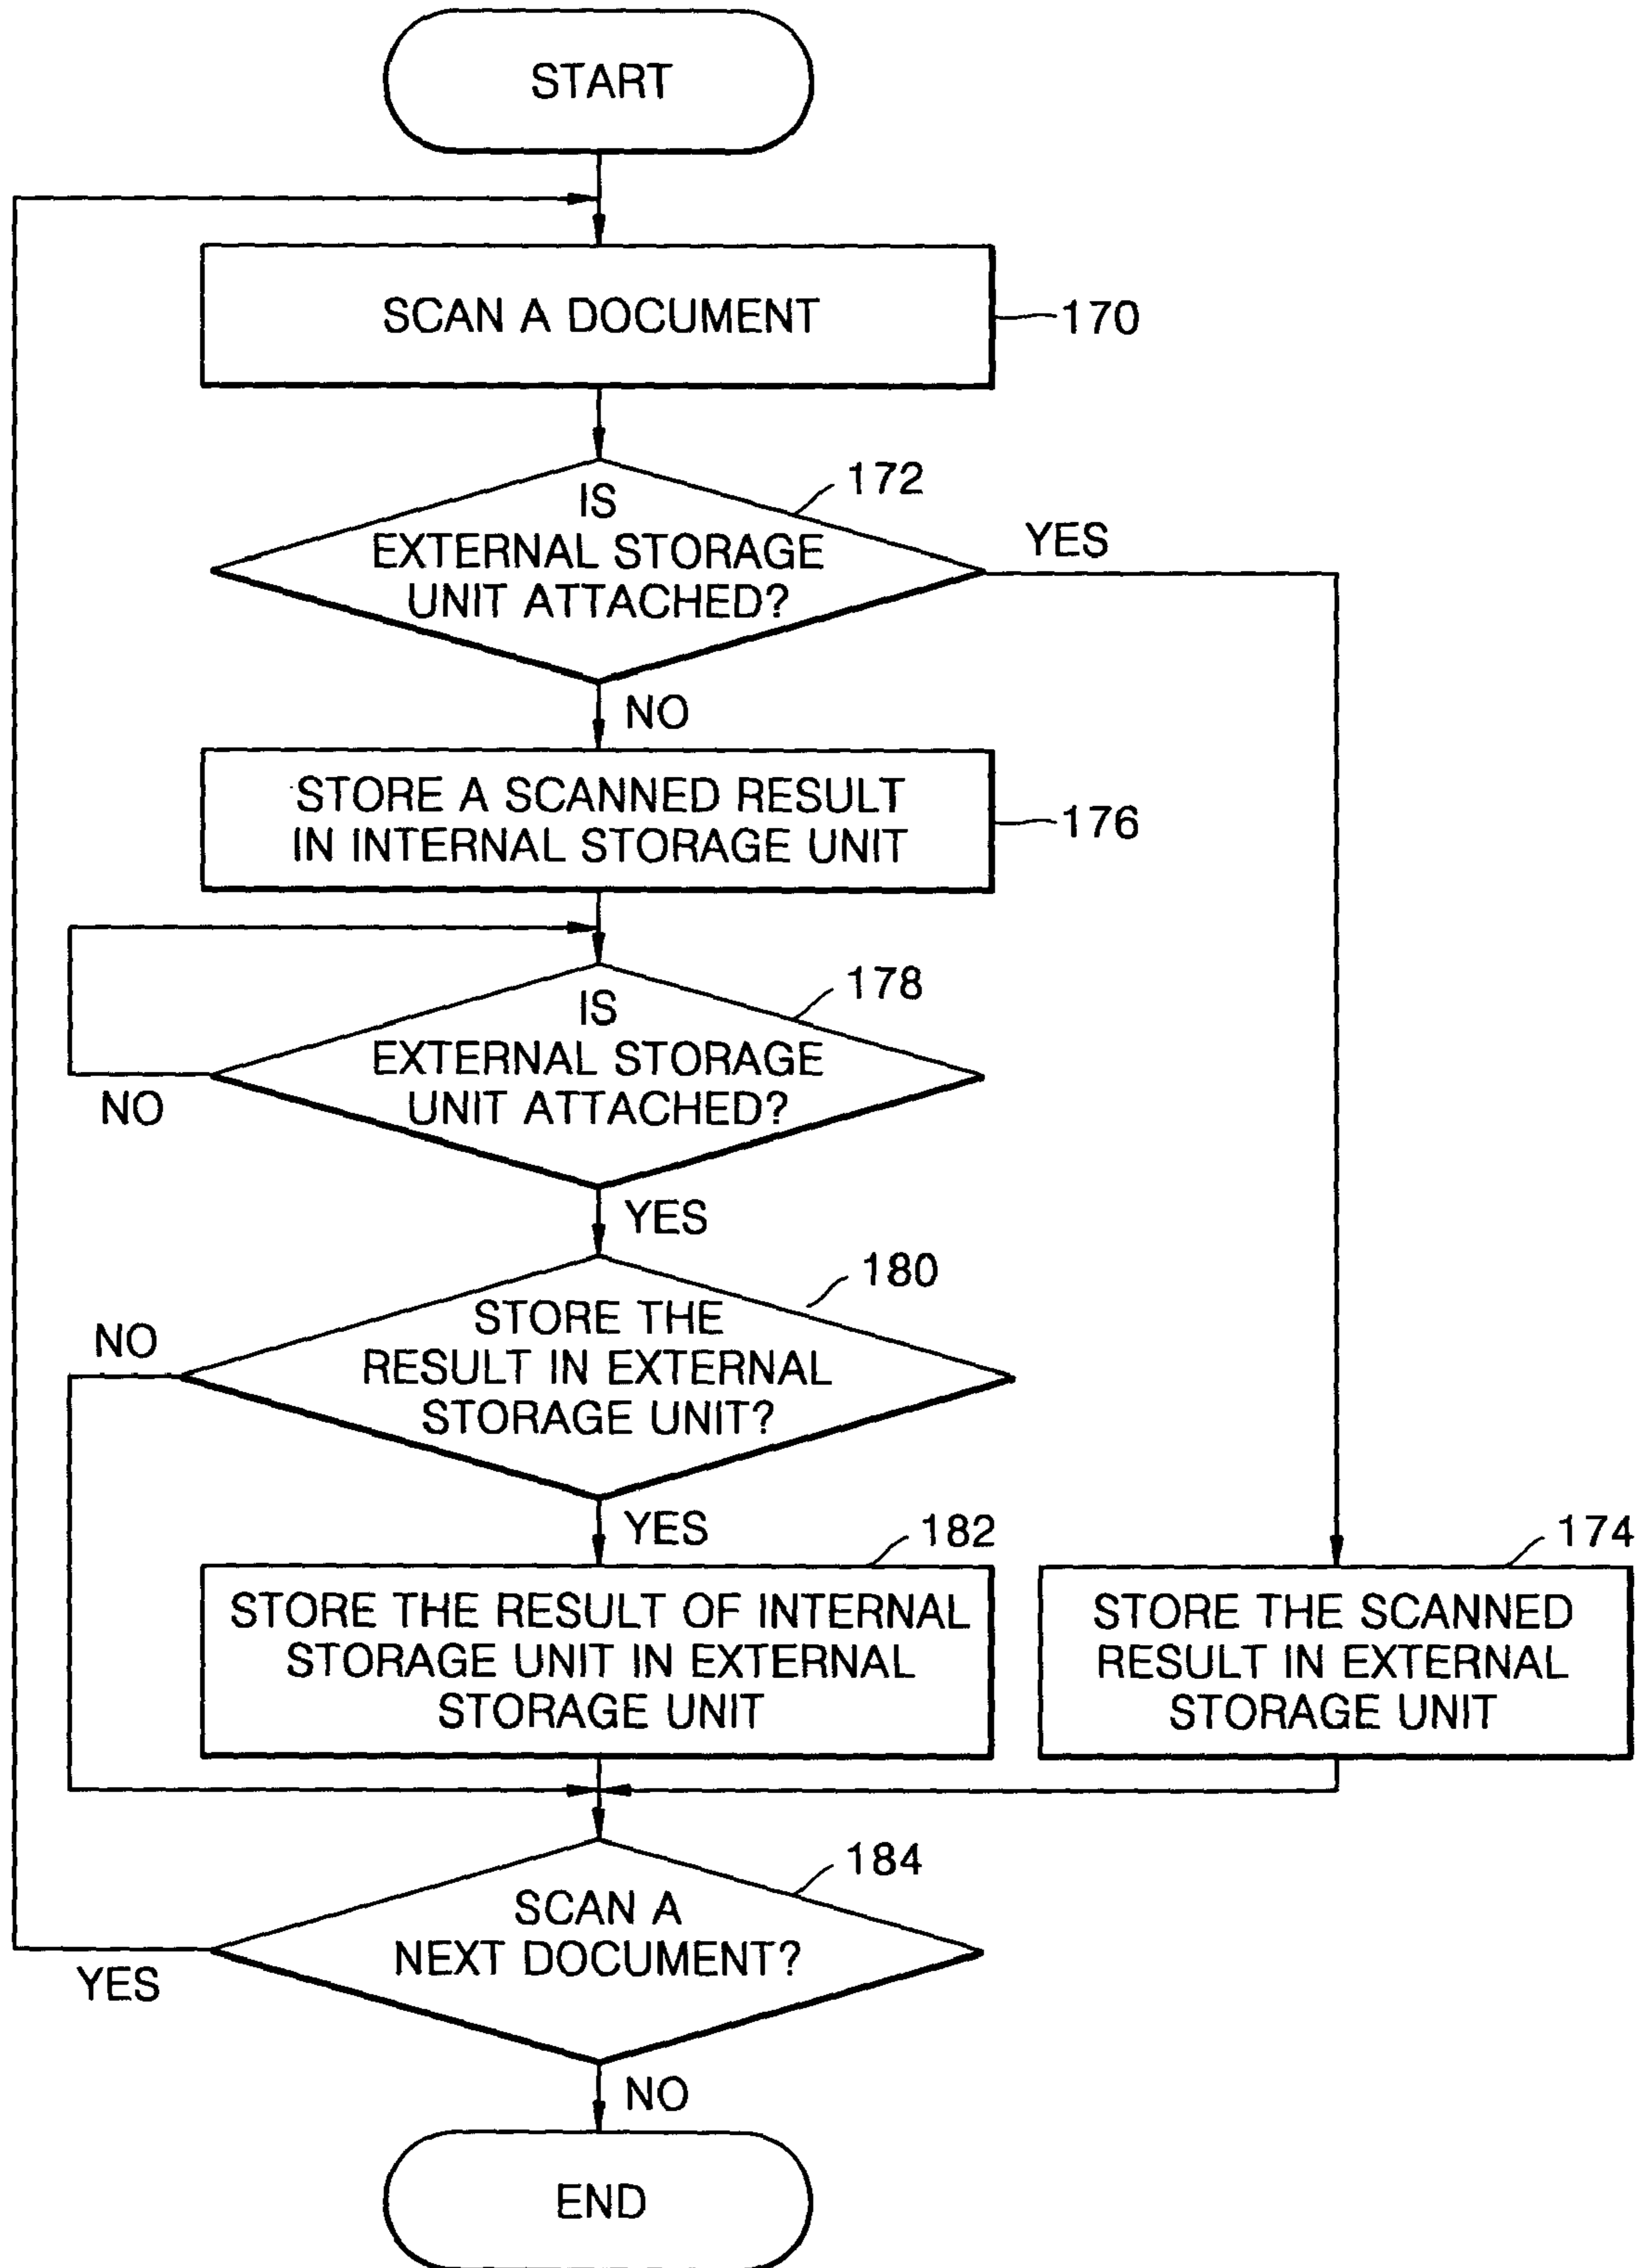 START
SCAN A DOCUMENT
170
172
IS
EXTERNAL STORAGE
UNIT ATTACHED?
YES
NO
STORE A SCANNED RESULT
IN INTERNAL STORAGE UNIT
176
178
IS
EXTERNAL STORAGE
UNIT ATTACHED?
NO
YES
180
STORE THE
RESULT IN EXTERNAL
STORAGE UNIT?
NO
YES
182
STORE THE RESULT OF INTERNAL
STORAGE UNIT IN EXTERNAL
STORAGE UNIT
174
STORE THE SCANNED
RESULT IN EXTERNAL
STORAGE UNIT
184
SCAN A
NEXT DOCUMENT?
YES
NO
END